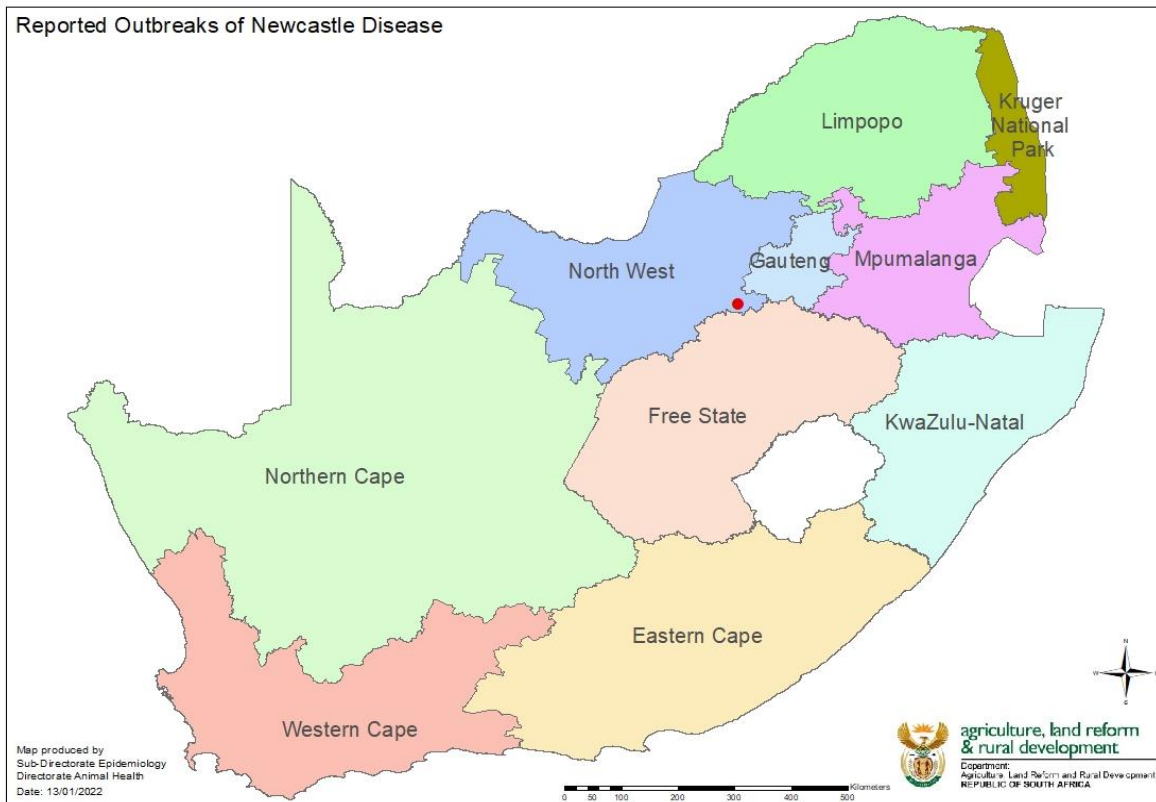 Reported Outbreaks of Newcastle Disease
Limpopo
Kruger
National
Park
North West
Gauteng
Mpumalanga
Free State
KwaZulu-Natal
Northern Cape
Eastern Cape
Western Cape
N
W
S
Map produced by
Sub-Directorate Epidemiology
Directorate Animal Health
Date: 13/01/2022
Kilometers
0 50 100 200 300 400 500
agriculture, land reform
& rural development
Department:
Agriculture, Land Reform and Rural Development
REPUBLIC OF SOUTH AFRICA